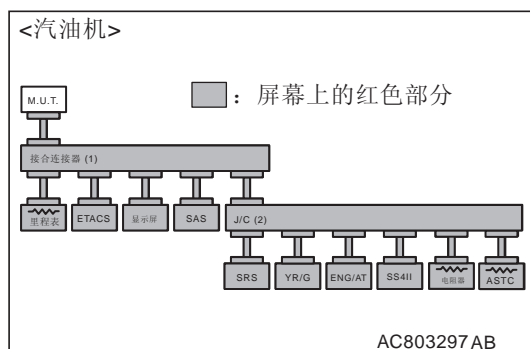 <汽油机>
M.U.T.
：屏幕上的红色部分
接合连接器 (1)
里程表 ETACS 显示屏 SAS J/C (2)
SRS YR/G ENG/AT SS4II 电阻器 ASTC
AC803297AB